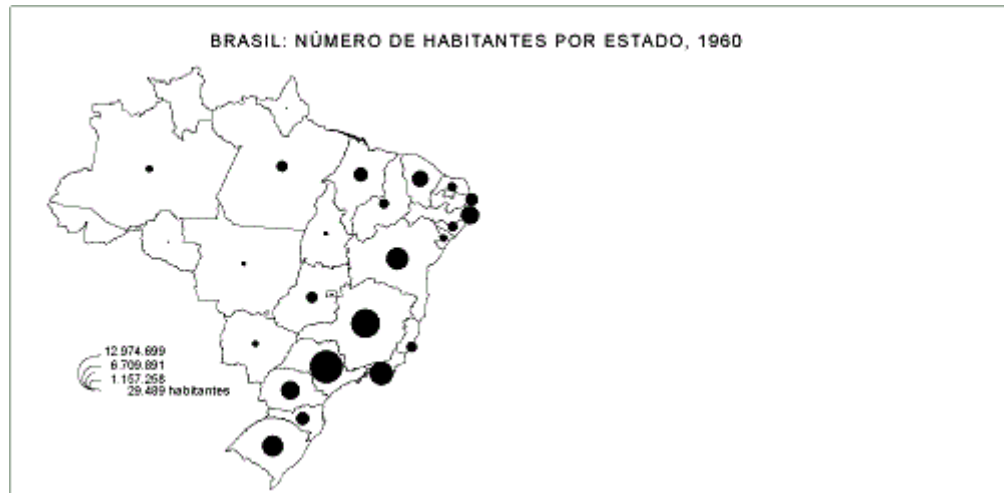 BRASIL: NÚMERO DE HABITANTES POR ESTADO, 1960
12.974.699
6.709.891
1.157.258
29.489 habitantes